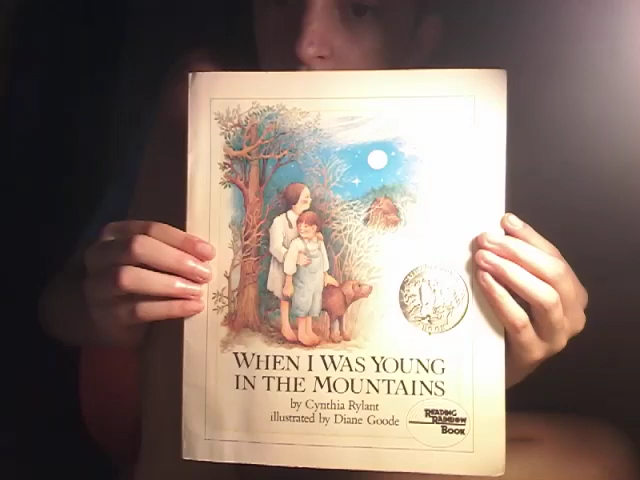 WHEN I WAS YOUNG
IN THE MOUNTAINS
by Cynthia Rylant
illustrated by Diane Goode
READING
RAINBOW
BOOK